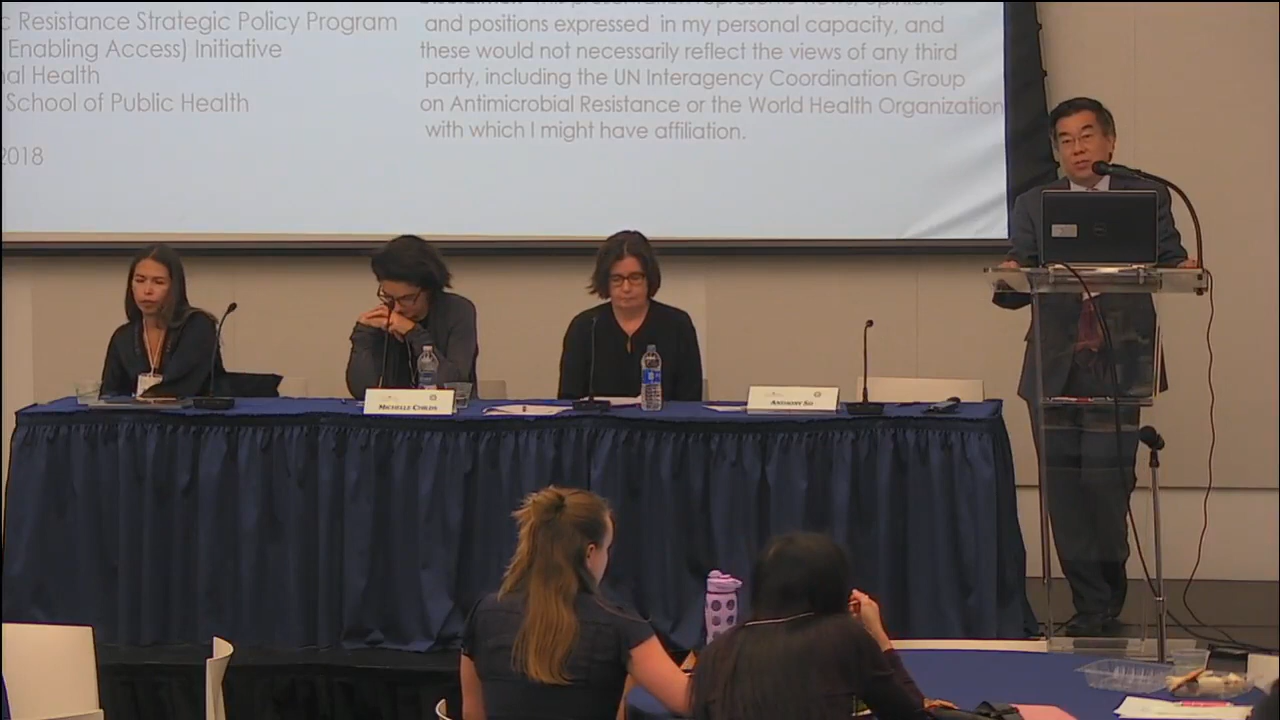 c Resistance Strategic Policy Program
Enabling Access) Initiative
nal Health
School of Public Health
2018
and positions expressed in my personal capacity, and
these would not necessarily reflect the views of any third
party, including the UN Interagency Coordination Group
on Antimicrobial Resistance or the World Health Organization
with which I might have affiliation.
MICHELLE CHILDS
ANTHONY SO